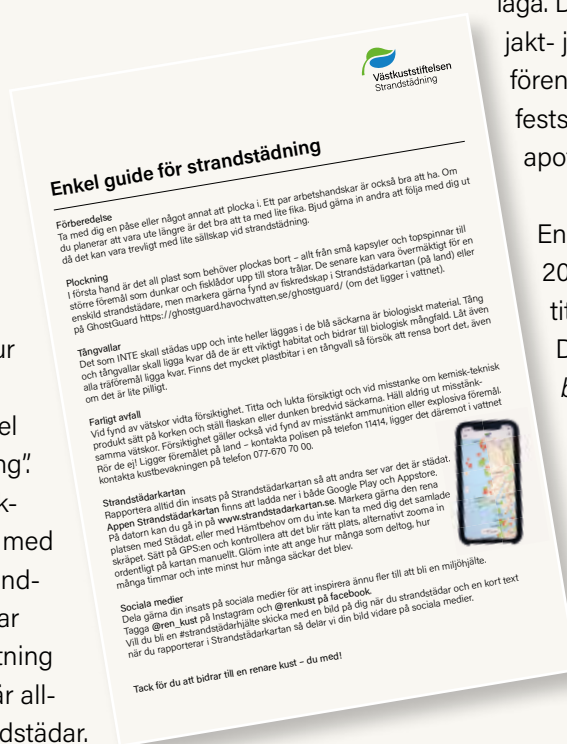 Västkuststiftelsen
Strandstädning
Enkel guide för strandstädning
Förberedelse
Ta med dig en påse eller något annat att plocka i. Ett par arbetshandskar är också bra att ha. Om
du planerar att vara ute längre är det bra att ta med lite fika. Bjud gärna in andra att följa med dig ut
då det kan vara trevligt med lite sällskap vid strandstädning.
Plockning
I första hand är det all plast som behöver plockas bort – allt från små kapsyler och topspinnar till
större föremål som dunkar och fisklådor upp till stora trålar. De senare kan vara övermäktigt för en
enskild strandstädare, men markera gärna fynd av fiskredskap i Strandstädarkartan (på land) eller
på GhostGuard https://ghostguard.havochvatten.se/ghostguard/ (om det ligger i vattnet).
Tångvallar
Det som INTE skall städas upp och inte heller läggas i de blå säckarna är biologiskt material. Tång
och tångvallar skall ligga kvar då de är ett viktigt habitat och bidrar till biologisk mångfald. Låt även
alla träföremål ligga kvar. Finns det mycket plastbitar i en tångvall så försök att rensa bort det, även
om det är lite pilligt.
Farligt avfall
Vid fynd av vätskor vidta försiktighet. Titta och lukta försiktigt och vid misstanke om kemisk-teknisk
produkt sätt på korken och ställ flaskan eller dunken bredvid säckarna. Häll aldrig ut misstänk-
samma vätskor. Försiktighet gäller också vid fynd av misstänkt ammunition eller explosiva föremål.
Rör de ej! Ligger föremålet på land – kontakta polisen på telefon 11414, ligger det däremot i vattnet
kontakta kustbevakningen på telefon 077-670 70 00.
Strandstädarkartan
Rapportera alltid din insats på Strandstädarkartan så att andra ser var det är städat.
Appen Strandstädarkartan finns att ladda ner i både Google Play och Appstore.
På datorn kan du gå in på www.strandstadarkartan.se. Markera gärna den rena
platsen med Städat, eller med Hämtbehov om du inte kan ta med dig det samlade
skräpet. Sätt på GPS:en och kontrollera att det blir rätt plats, alternativt zooma in
ordentligt på kartan manuellt. Glöm inte att ange hur många som deltog, hur
många timmar och inte minst hur många säckar det blev.
Sociala medier
Dela gärna din insats på sociala medier för att inspirera ännu fler till att bli en miljöhjälte.
Tagga @ren_kust på Instagram och @renkust på facebook.
Vill du bli en #strandstädarhjälte skicka med en bild på dig när du strandstädar och en kort text
när du rapporterar i Strandstädarkartan så delar vi din bild vidare på sociala medier.
Tack för du att bidrar till en renare kust – du med!
jakt-
fören
fests
apo
En
20
tit
D
b
ur
el
ng”.
k-
med
nd-
ar
tning
är all-
dstädar.